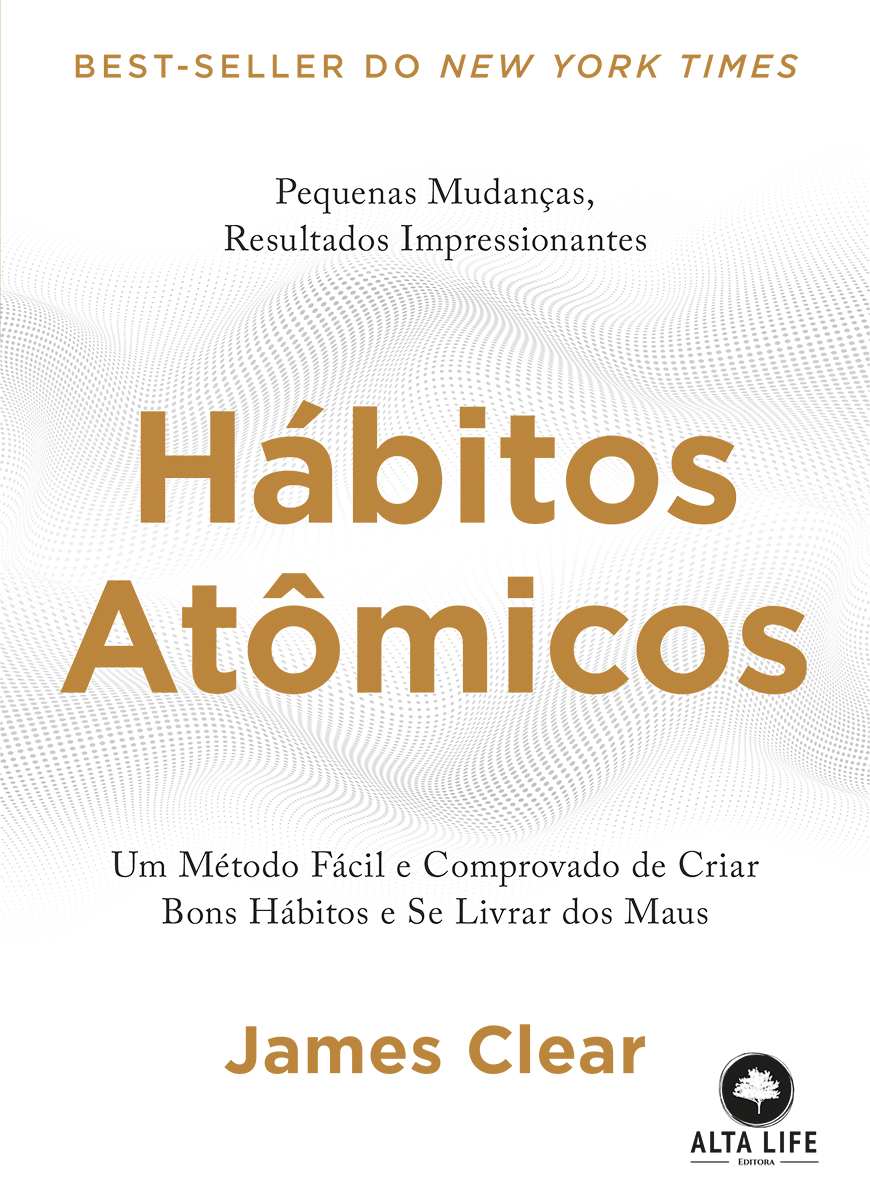 BEST-SELLER DO NEW YORK TIMES
Pequenas Mudanças,
Resultados Impressionantes
Hábitos
Atômicos
Um Método Fácil e Comprovado de Criar
Bons Hábitos e Se Livrar dos Maus
James Clear
ALTA LIFE
EDITORA